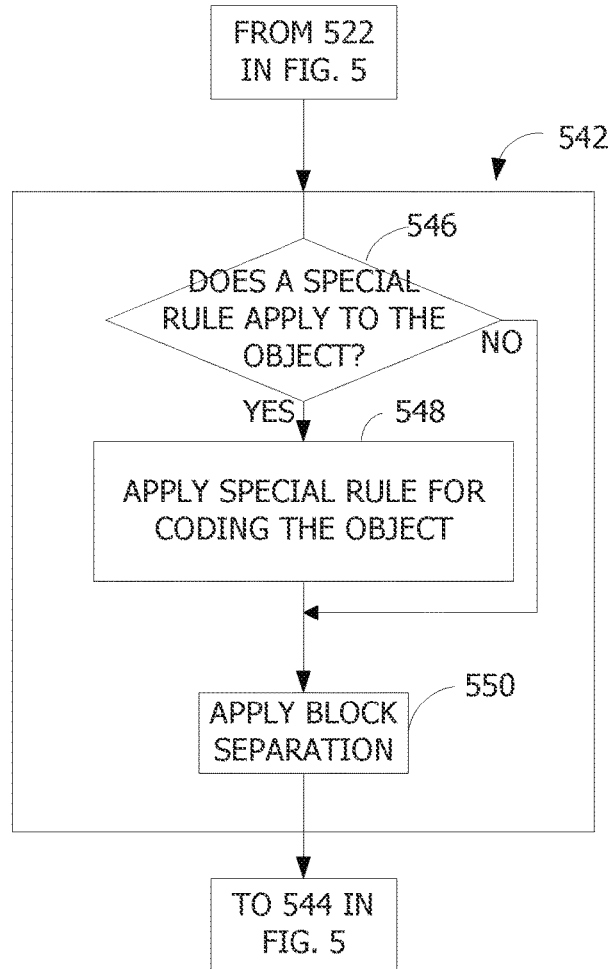 FROM 522
IN FIG. 5
542
546
DOES A SPECIAL
RULE APPLY TO THE
OBJECT?
NO
YES
548
APPLY SPECIAL RULE FOR
CODING THE OBJECT
550
APPLY BLOCK
SEPARATION
TO 544 IN
FIG. 5